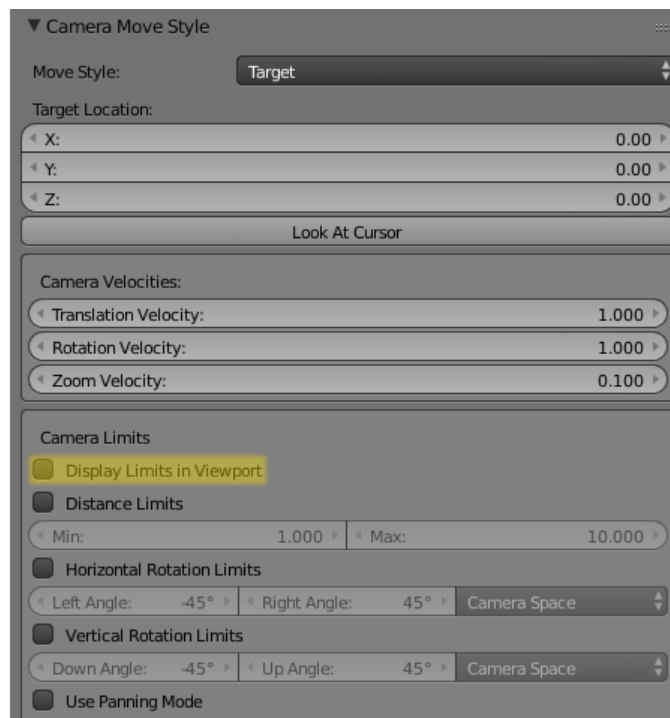 Camera Move Style
Move Style: Target
Target Location:
X: 0.00
Y: 0.00
Z: 0.00
Look At Cursor
Camera Velocities:
Translation Velocity: 1.000
Rotation Velocity: 1.000
Zoom Velocity: 0.100
Camera Limits
Display Limits in Viewport
Distance Limits
Min: 1.000 Max: 10.000
Horizontal Rotation Limits
Left Angle: -45° Right Angle: 45° Camera Space
Vertical Rotation Limits
Down Angle: -45° Up Angle: 45° Camera Space
Use Panning Mode